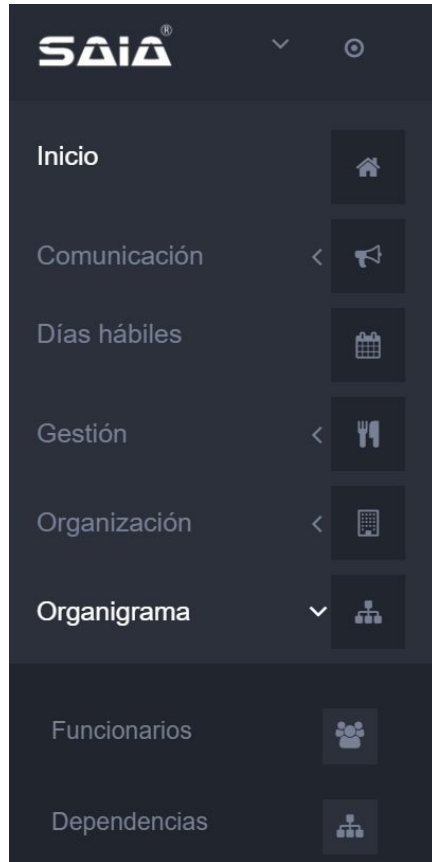 SAIA®
Inicio
Comunicación
Días hábiles
Gestión
Organización
Organigrama
Funcionarios
Dependencias